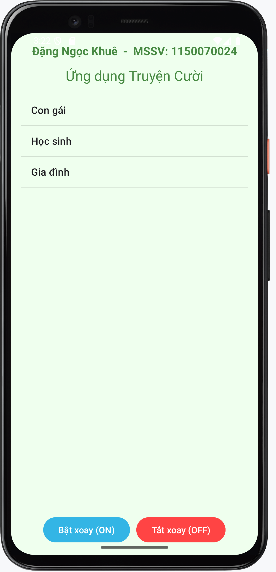 Đặng Ngọc Khuê - MSSV: 1150070024
Ứng dụng Truyện Cười
Con gái
Học sinh
Gia đình
Bật xoay (ON)
Tắt xoay (OFF)